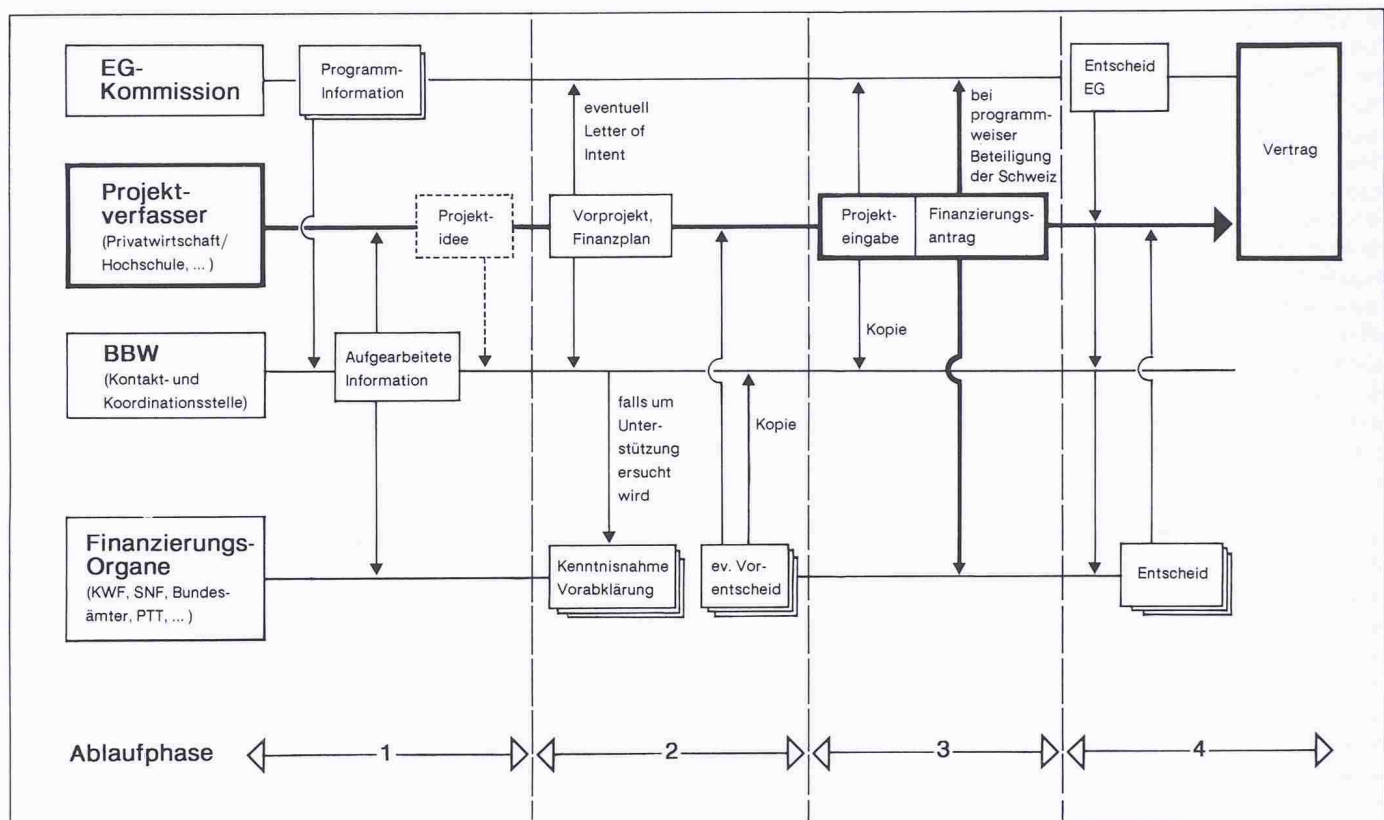 EG-
Kommission
Programm-
Information
eventuell
Letter of
Intent
bei
programm-
weiser
Beteiligung
der Schweiz
Entscheid
EG
Vertrag
Projekt-
verfasser
(Privatwirtschaft/
Hochschule, ... )
Projekt-
idee
Vorprojekt,
Finanzplan
Projekt-
eingabe
Finanzierungs-
antrag
BBW
(Kontakt- und
Koordinationsstelle)
Aufgearbeitete
Information
falls um
Unter-
stützung
ersucht
wird
Kopie
Kopie
Finanzierungs-
Organe
(KWF, SNF, Bundes-
ämter, PTT, ... )
Kenntnisnahme
Vorabklärung
ev. Vor-
entscheid
Entscheid
Ablaufphase
1
2
3
4